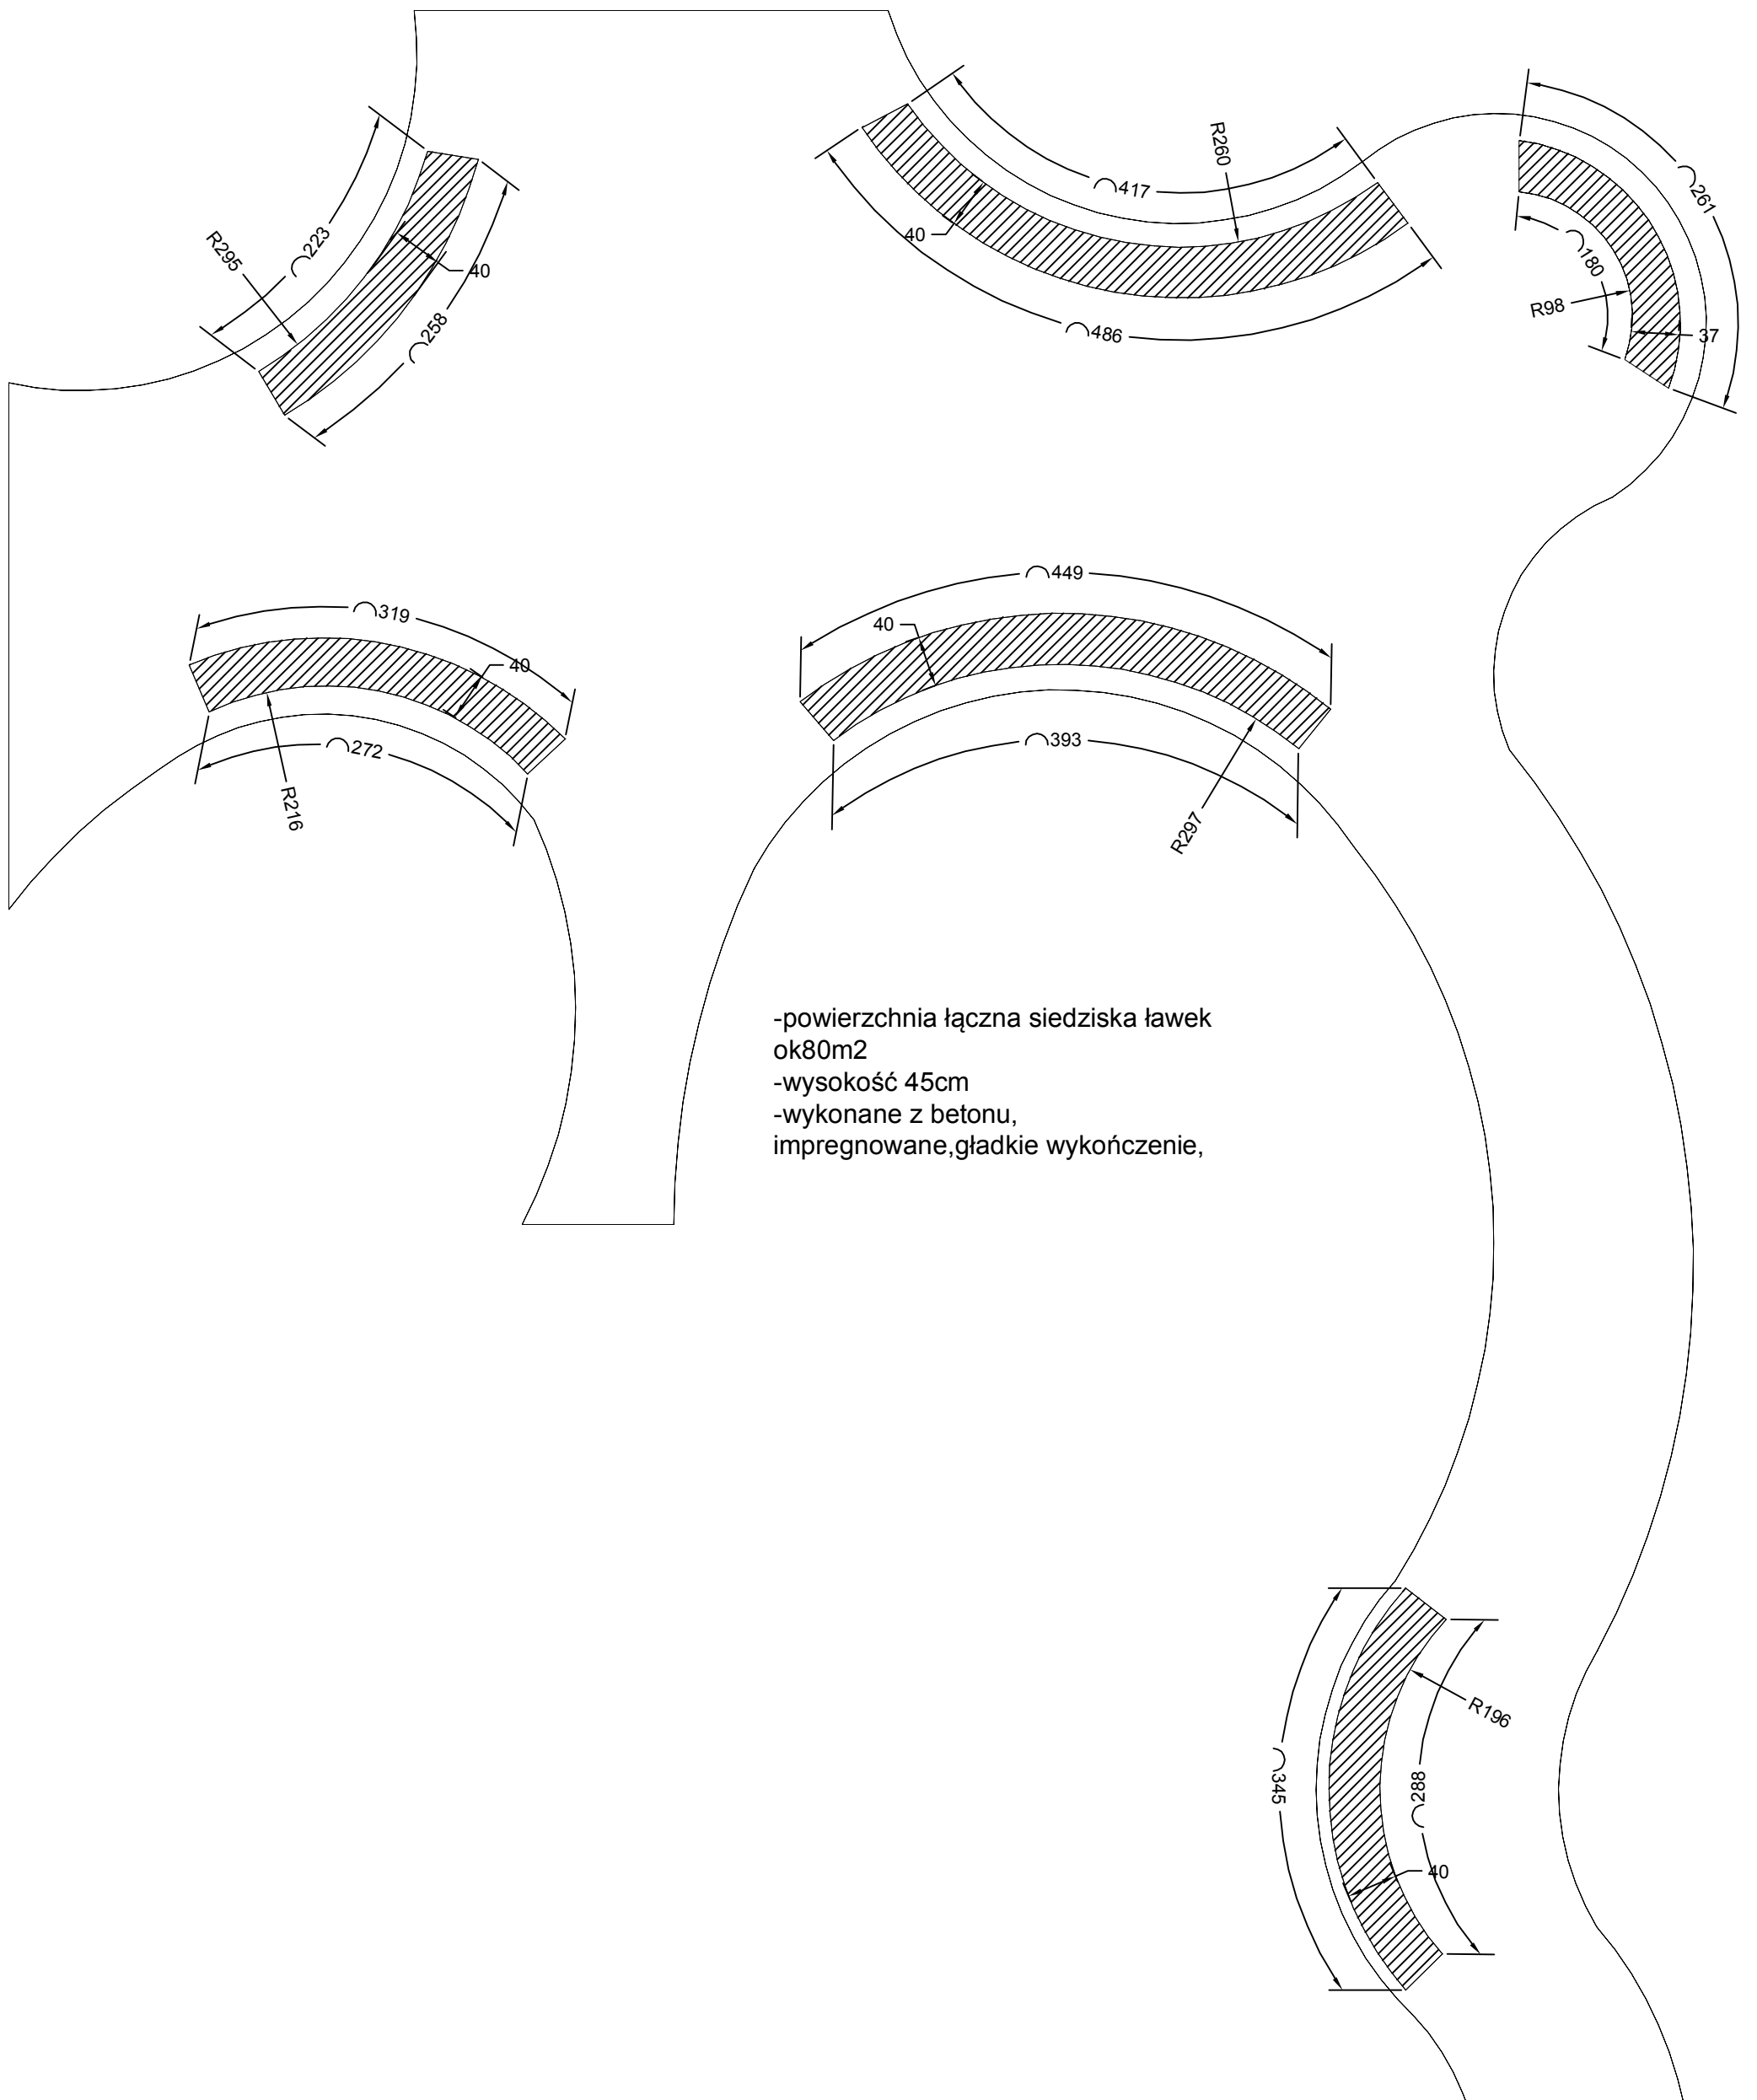 R260
417
261
40
180
R295
223
40
R98
37
258
486
449
319
40
40
272
393
R216
R297
-powierzchnia łączna siedziska ławek
ok80m2
-wysokość 45cm
-wykonane z betonu,
impregnowane,gładkie wykończenie,
R196
345
288
40